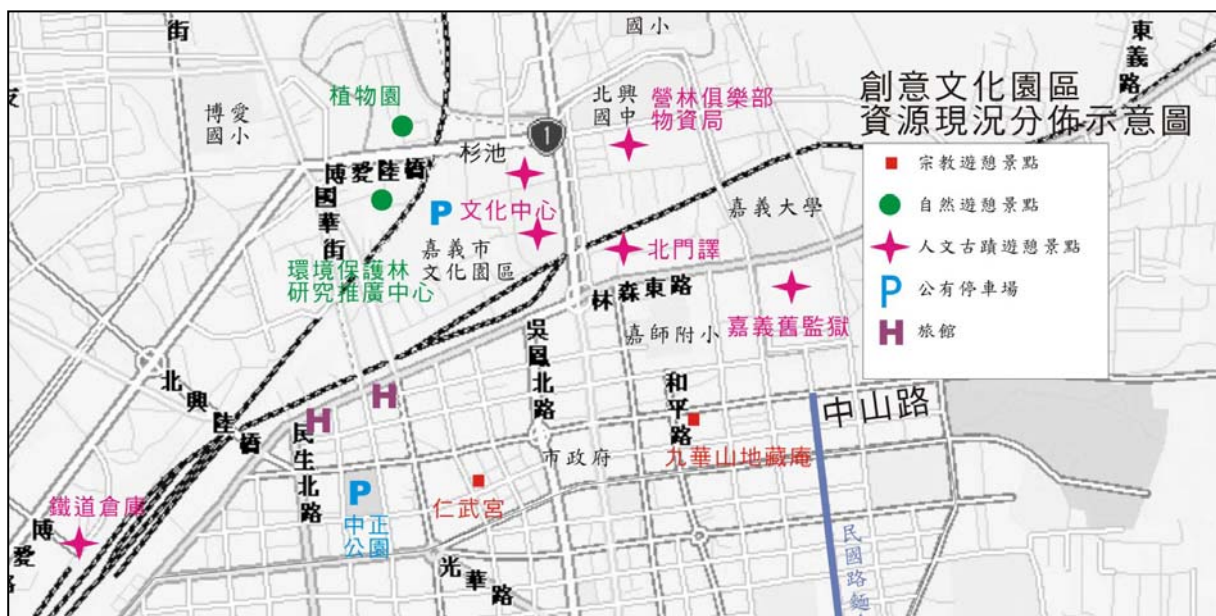 街
國小
東義路
創意文化園區
資源現況分佈示意圖
植物園
博愛
國小
北興
國中
營林俱樂部
物資局
1
杉池
博愛陸橋
宗教遊憩景點
自然遊憩景點
人文古蹟遊憩景點
P
公有停車場
H
旅館
國華街
P
文化中心
嘉義市
文化園區
嘉義大學
北門譯
環境保護林
研究推廣中心
林森東路
嘉師附小
嘉義舊監獄
吳鳳北路
和平路
北興陸橋
H
H
民生北路
中山路
市政府
九華山地藏庵
仁武宮
P
中正
公園
鐵道倉庫
博愛路
光華路
民國路麵